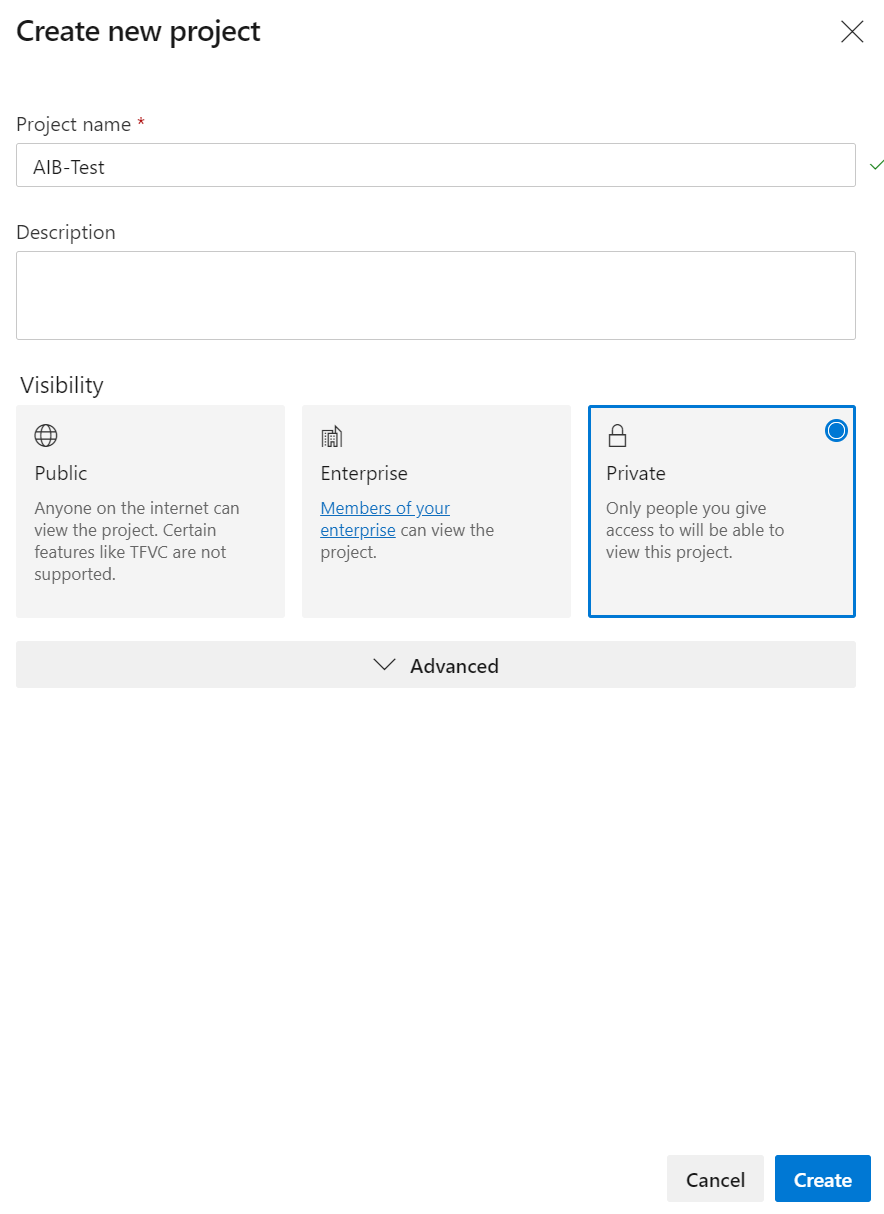 Create new project
Project name *
AIB-Test
Description
Visibility
Public
Anyone on the internet can
view the project. Certain
features like TFVC are not
supported.
Enterprise
Members of your
enterprise can view the
project.
Private
Only people you give
access to will be able to
view this project.
Advanced
Cancel
Create